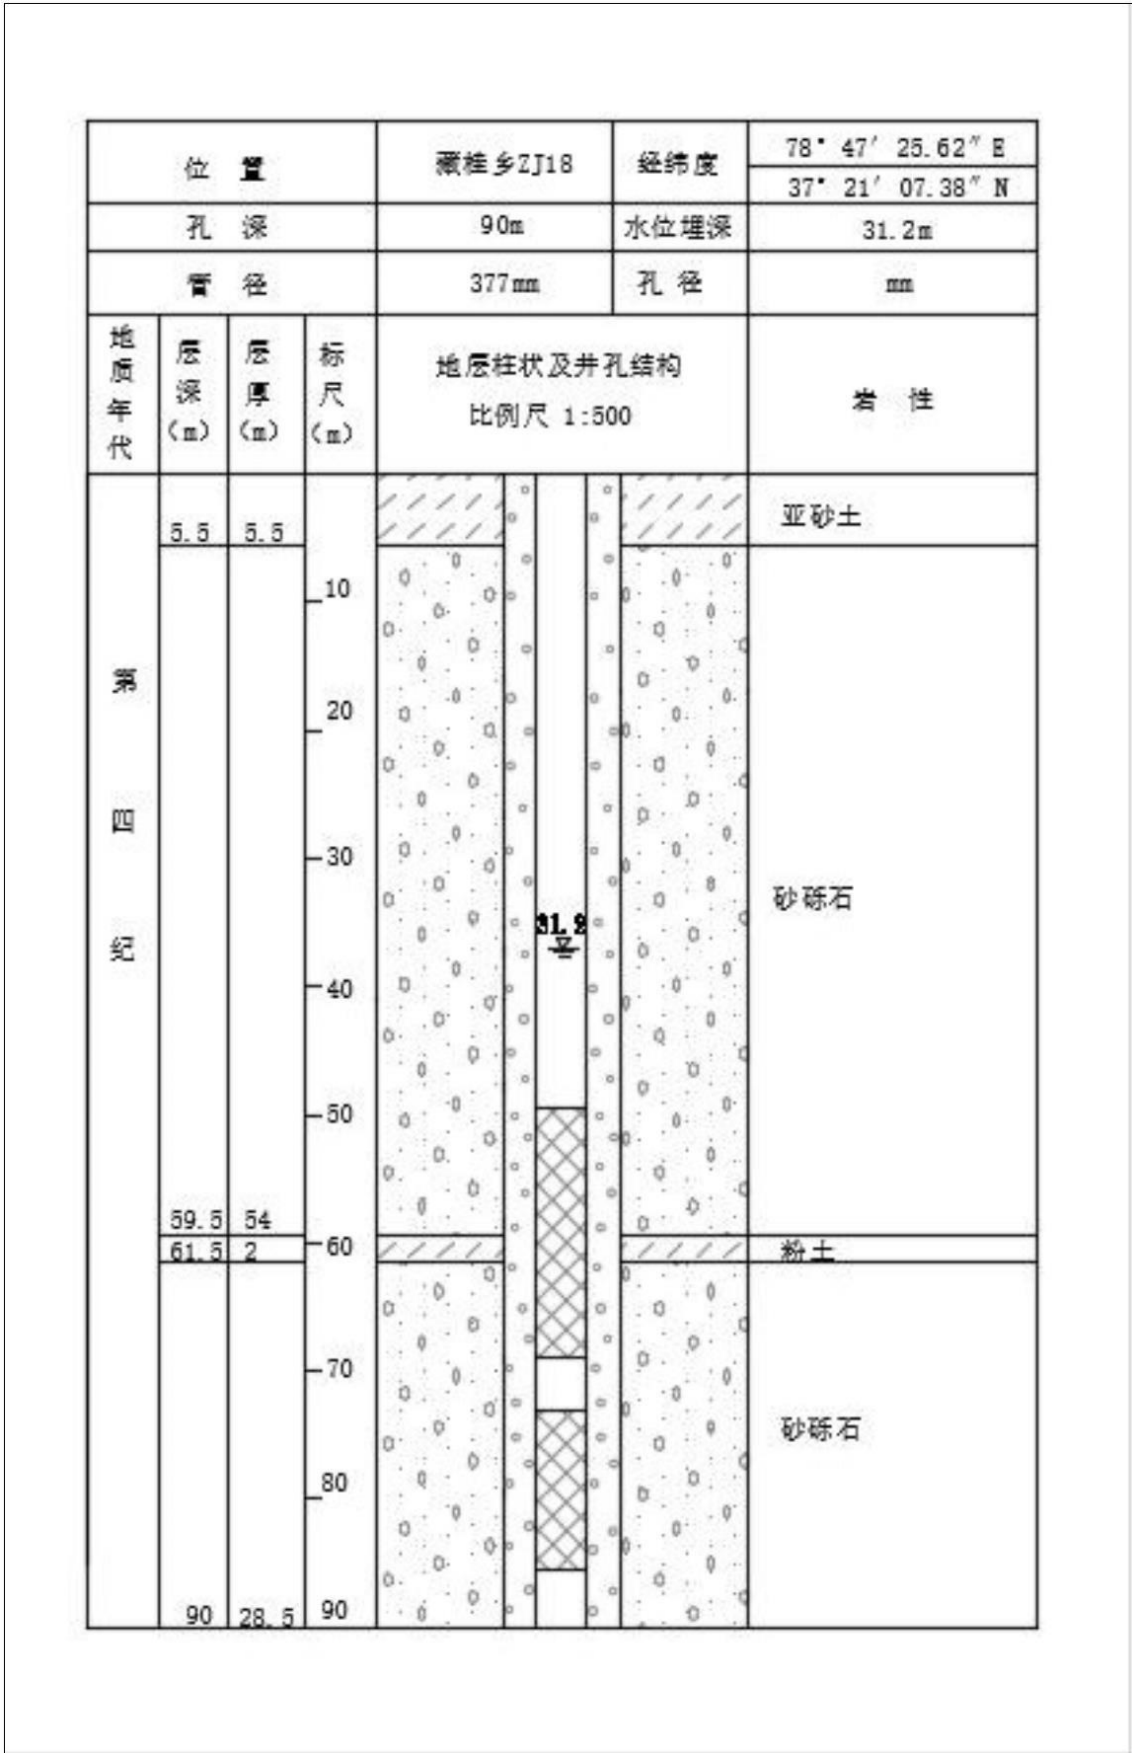 位 置
藏桂乡ZJ18
经纬度
78° 47′ 25.62″ E
37° 21′ 07.38″ N
孔 深
90m
水位埋深
31.2m
管 径
377mm
孔 径
mm
地质年代
层深(m)
层厚(m)
标尺(m)
地层柱状及井孔结构
比例尺 1:500
岩 性
5.5 5.5
亚砂土
10
第四纪
20
30
砂砾石
31.2
40
50
59.5 54
60
61.5 2
粉土
70
砂砾石
80
90 28.5 90